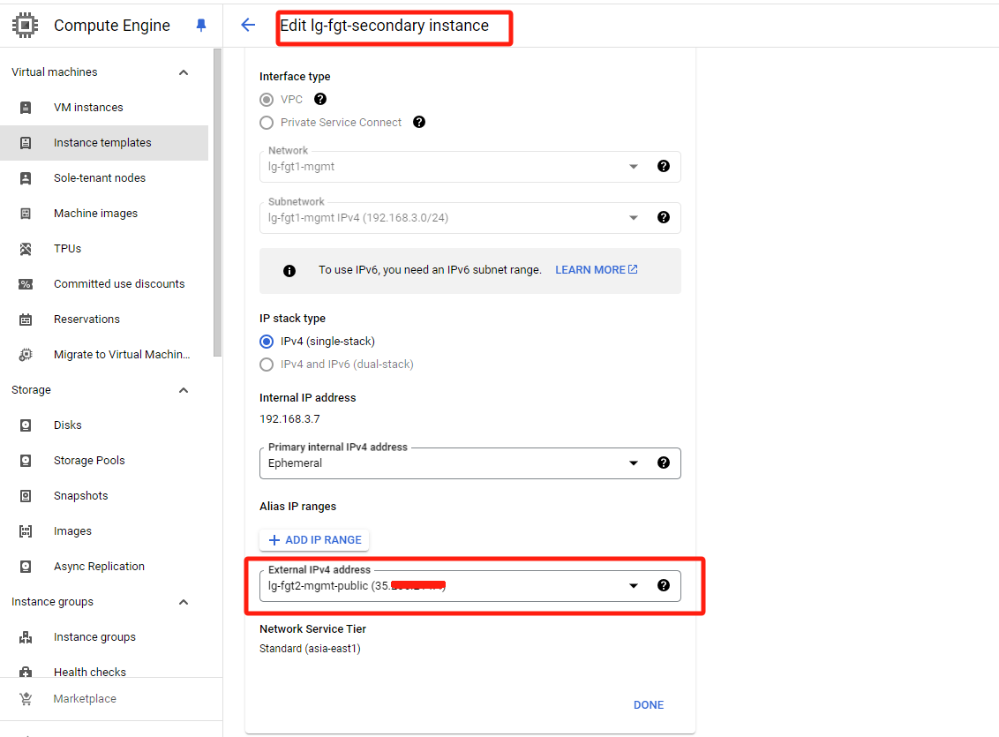 Compute Engine
Edit lg-fgt-secondary instance
Virtual machines
VM instances
Instance templates
Sole-tenant nodes
Machine images
TPUs
Committed use discounts
Reservations
Migrate to Virtual Machin...
Storage
Disks
Storage Pools
Snapshots
Images
Async Replication
Instance groups
Instance groups
Health checks
Marketplace
Interface type
VPC
Private Service Connect
Network
lg-fgt1-mgmt
Subnetwork
lg-fgt1-mgmt IPv4 (192.168.3.0/24)
To use IPv6, you need an IPv6 subnet range. LEARN MORE
IP stack type
IPv4 (single-stack)
IPv4 and IPv6 (dual-stack)
Internal IP address
192.168.3.7
Primary internal IPv4 address
Ephemeral
Alias IP ranges
ADD IP RANGE
External IPv4 address
lg-fgt2-mgmt-public (35.
Network Service Tier
Standard (asia-east1)
DONE